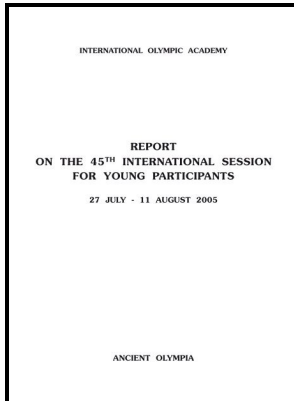 INTERNATIONAL OLYMPIC ACADEMY
REPORT
ON THE 45TH INTERNATIONAL SESSION
FOR YOUNG PARTICIPANTS
27 JULY - 11 AUGUST 2005
ANCIENT OLYMPIA